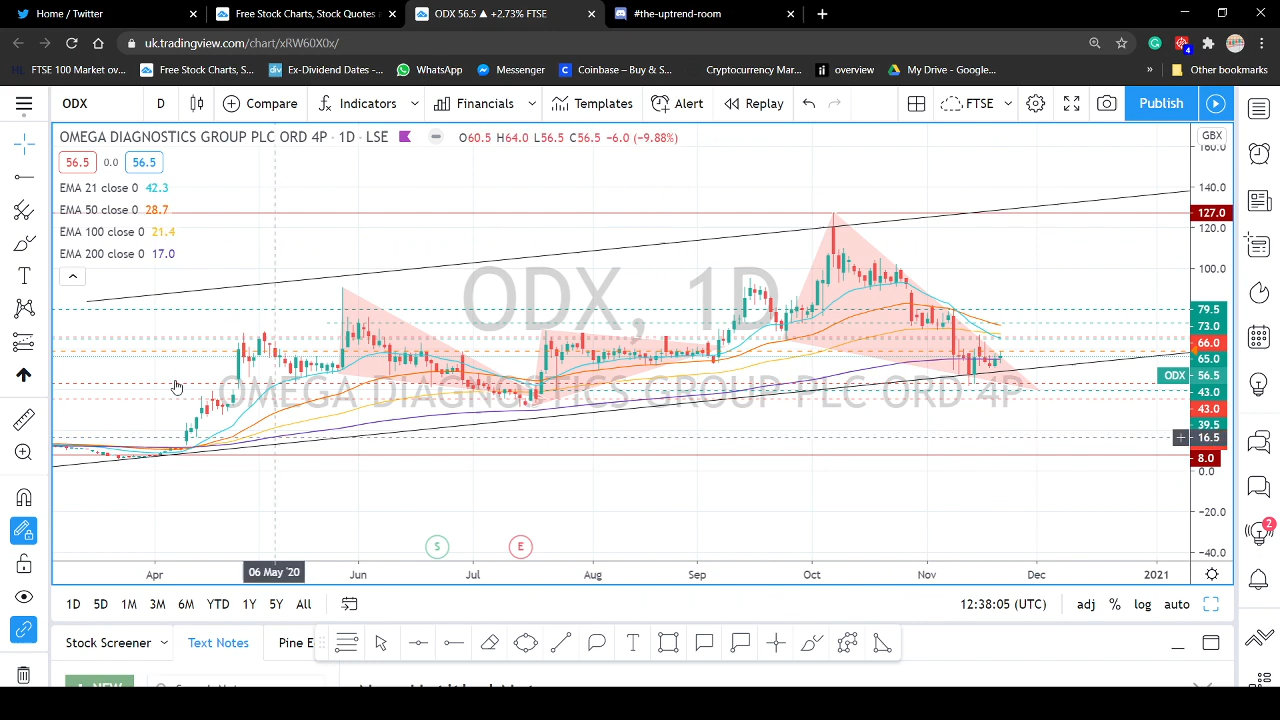 Home / Twitter
Free Stock Charts, Stock Quotes
ODX 56.5 ▲ +2.73% FTSE
#the-uptrend-room
uk.tradingview.com/chart/xRW60X0x/
4
FTSE 100 Market ov...
Free Stock Charts, S...
Ex-Dividend Dates -...
WhatsApp
Messenger
Coinbase – Buy & S...
Cryptocurrency Mar...
overview
My Drive - Google...
»
Other bookmarks
ODX
D
Compare
Indicators
Financials
Templates
Alert
Replay
FTSE
Publish
OMEGA DIAGNOSTICS GROUP PLC ORD 4P · 1D · LSE
O60.5 H64.0 L56.5 C56.5 −6.0 (−9.88%)
GBX
56.5 0.0 56.5
EMA 21 close 0 42.3
EMA 50 close 0 28.7
EMA 100 close 0 21.4
EMA 200 close 0 17.0
ODX, 1D
OMEGA DIAGNOSTICS GROUP PLC ORD 4P
160.0
140.0
127.0
120.0
100.0
79.5
73.0
66.0
65.0
ODX 56.5
43.0
43.0
39.5
16.5
8.0
0.0
−20.0
−40.0
S
E
Apr
06 May '20
Jun
Jul
Aug
Sep
Oct
Nov
Dec
2021
1D 5D 1M 3M 6M YTD 1Y 5Y All
12:38:05 (UTC)
adj % log auto
Stock Screener
Text Notes
Pine E
2